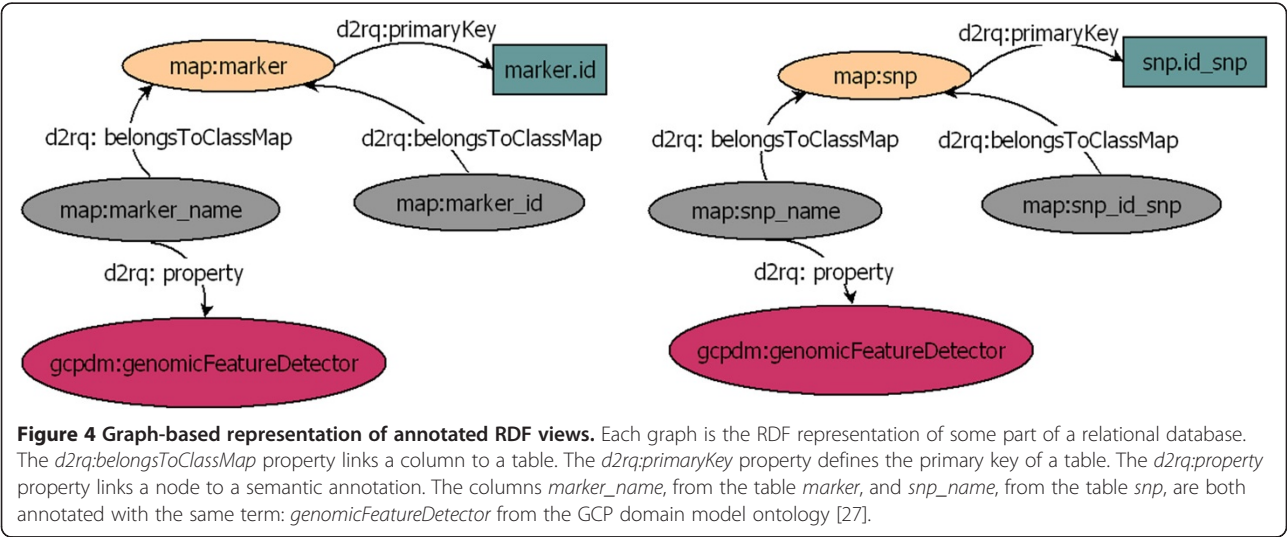 d2rq:primaryKey
map:marker
marker.id
d2rq: belongsToClassMap
d2rq:belongsToClassMap
map:marker_name
map:marker_id
d2rq: property
gcpdm:genomicFeatureDetector
d2rq:primaryKey
map:snp
snp.id_snp
d2rq: belongsToClassMap
d2rq:belongsToClassMap
map:snp_name
map:snp_id_snp
d2rq: property
gcpdm:genomicFeatureDetector
Figure 4 Graph-based representation of annotated RDF views. Each graph is the RDF representation of some part of a relational database.
The d2rq:belongsToClassMap property links a column to a table. The d2rq:primaryKey property defines the primary key of a table. The d2rq:property
property links a node to a semantic annotation. The columns marker_name, from the table marker, and snp_name, from the table snp, are both
annotated with the same term: genomicFeatureDetector from the GCP domain model ontology [27].